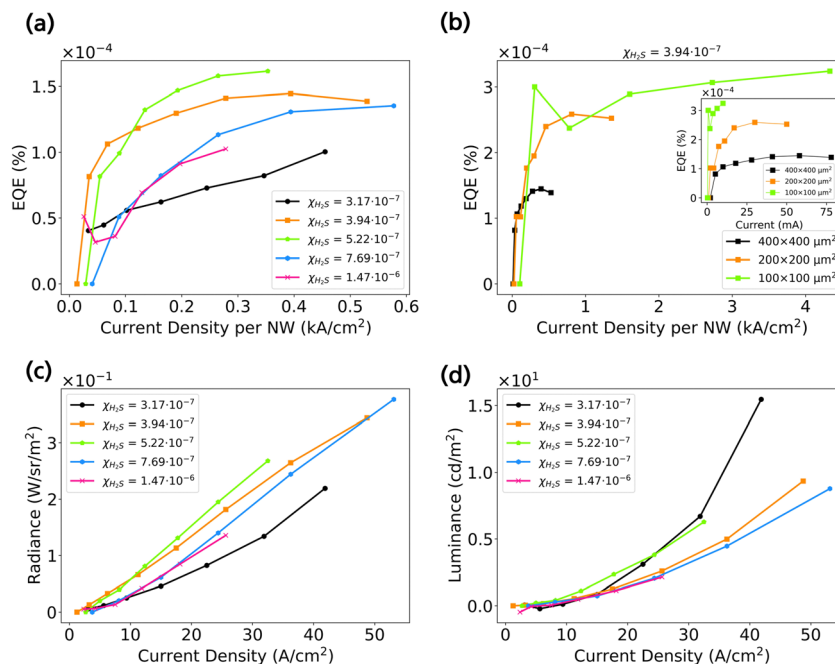 (a)
×10⁻⁴
EQE (%)
1.5
1.0
0.5
0.0
0.0 0.1 0.2 0.3 0.4 0.5 0.6
Current Density per NW (kA/cm²)
χH₂S = 3.17·10⁻⁷
χH₂S = 3.94·10⁻⁷
χH₂S = 5.22·10⁻⁷
χH₂S = 7.69·10⁻⁷
χH₂S = 1.47·10⁻⁶
(b)
×10⁻⁴
χH₂S = 3.94·10⁻⁷
EQE (%)
3
2
1
0
0 1 2 3 4
Current Density per NW (kA/cm²)
×10⁻⁴
EQE (%)
3
2
1
0
0 25 50 75
Current (mA)
400×400 μm²
200×200 μm²
100×100 μm²
400×400 μm²
200×200 μm²
100×100 μm²
(c)
×10⁻¹
Radiance (W/sr/m²)
3
2
1
0
0 10 20 30 40 50
Current Density (A/cm²)
χH₂S = 3.17·10⁻⁷
χH₂S = 3.94·10⁻⁷
χH₂S = 5.22·10⁻⁷
χH₂S = 7.69·10⁻⁷
χH₂S = 1.47·10⁻⁶
(d)
×10¹
Luminance (cd/m²)
1.5
1.0
0.5
0.0
0 10 20 30 40 50
Current Density (A/cm²)
χH₂S = 3.17·10⁻⁷
χH₂S = 3.94·10⁻⁷
χH₂S = 5.22·10⁻⁷
χH₂S = 7.69·10⁻⁷
χH₂S = 1.47·10⁻⁶